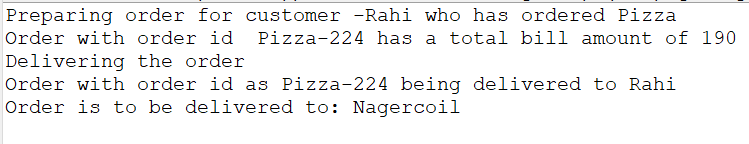 Preparing order for customer -Rahi who has ordered Pizza
Order with order id  Pizza-224 has a total bill amount of 190
Delivering the order
Order with order id as Pizza-224 being delivered to Rahi
Order is to be delivered to: Nagercoil